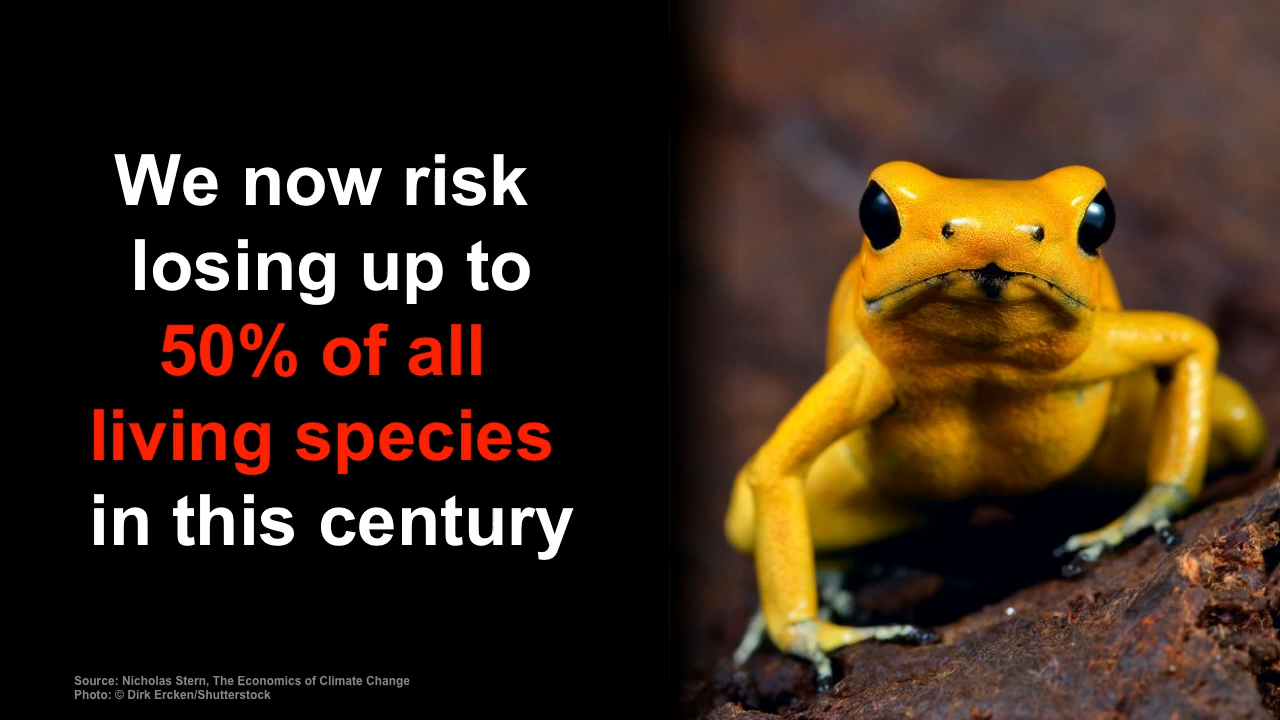 We now risk
losing up to
50% of all
living species
in this century
Source: Nicholas Stern, The Economics of Climate Change
Photo: © Dirk Ercken/Shutterstock